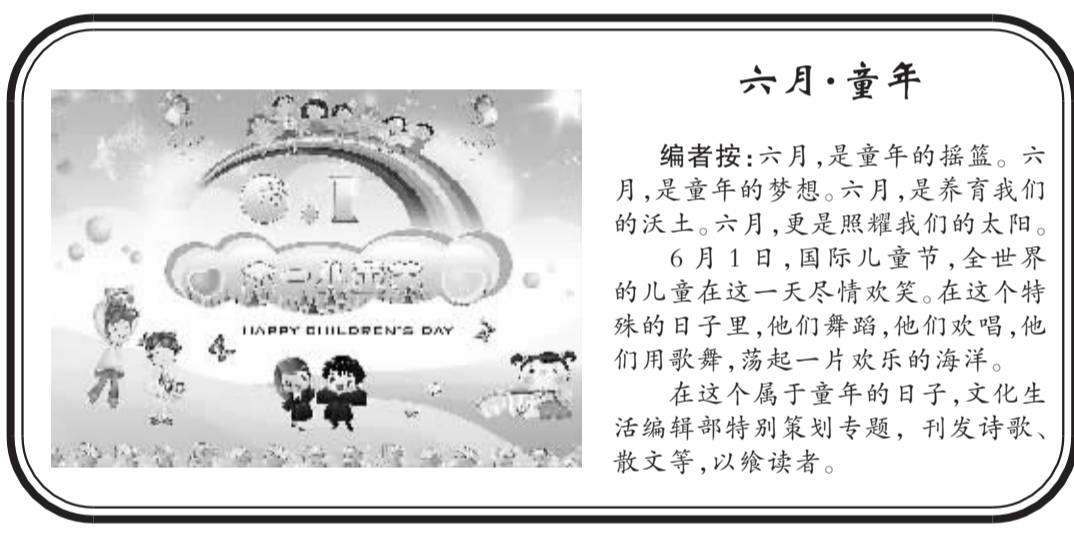 六月·童年
编者按:六月,是童年的摇篮。六
月,是童年的梦想。六月,是养育我们
的沃土。六月,更是照耀我们的太阳。
6月1日,国际儿童节,全世界
的儿童在这一天尽情欢笑。在这个特
殊的日子里,他们舞蹈,他们欢唱,他
们用歌舞,荡起一片欢乐的海洋。
在这个属于童年的日子,文化生
活编辑部特别策划专题,刊发诗歌、
散文等,以飨读者。
HAPPY CHILDREN'S DAY